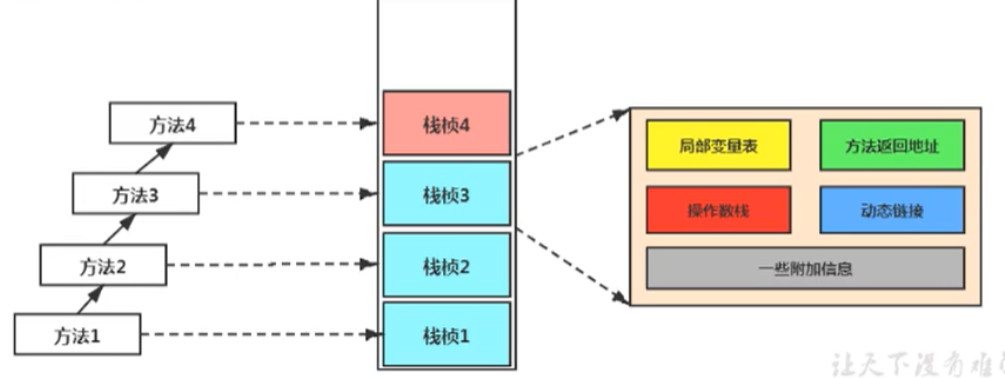 方法4
方法3
方法2
方法1
栈桢4
栈桢3
栈桢2
栈桢1
局部变量表
方法返回地址
操作数栈
动态链接
一些附加信息
让天下没有难